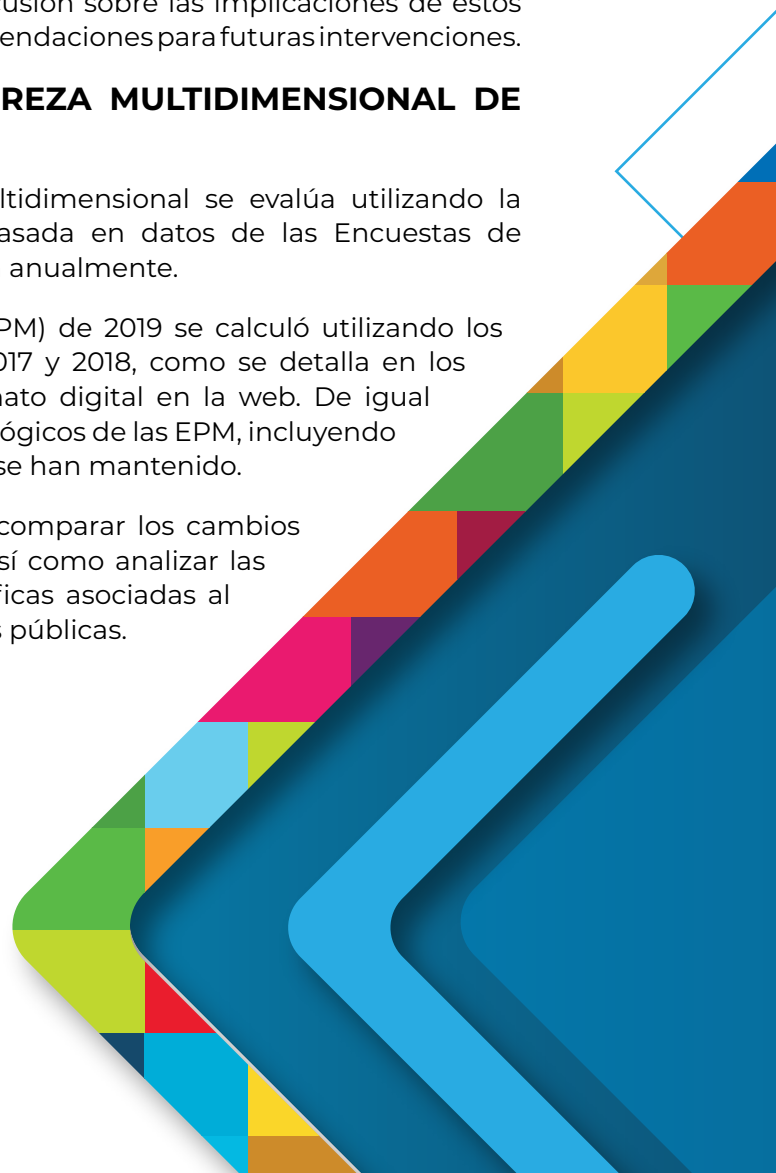 cusión sobre las implicaciones de estos
endaciones para futuras intervenciones.
REZA MULTIDIMENSIONAL DE
ltidimensional se evalúa utilizando la
asada en datos de las Encuestas de
anualmente.
PM) de 2019 se calculó utilizando los
017 y 2018, como se detalla en los
nato digital en la web. De igual
lógicos de las EPM, incluyendo
se han mantenido.
comparar los cambios
sí como analizar las
ficas asociadas al
s públicas.